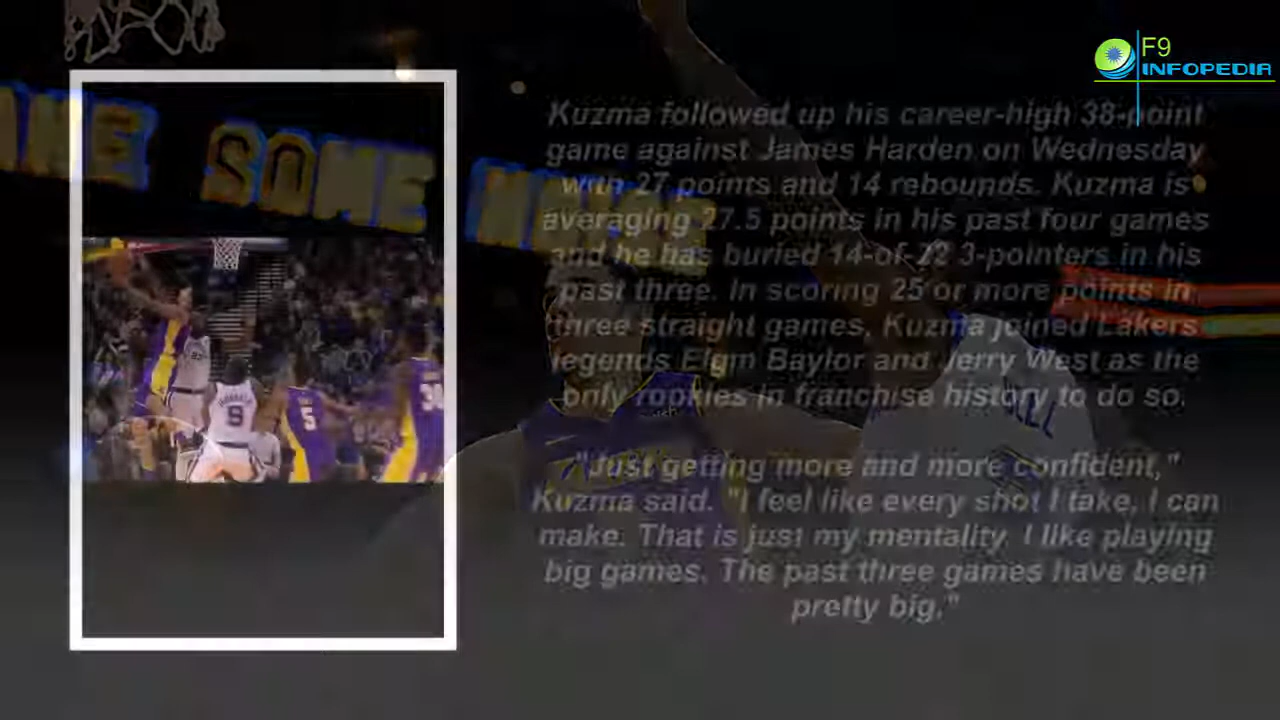 F9
INFOPEDIA
SOME
Kuzma followed up his career-high 38-point
game against James Harden on Wednesday
with 27 points and 14 rebounds. Kuzma is
averaging 27.5 points in his past four games
and he has buried 14-of-22 3-pointers in his
past three. In scoring 25 or more points in
three straight games, Kuzma joined Lakers
legends Elgin Baylor and Jerry West as the
only rookies in franchise history to do so.
"Just getting more and more confident,"
Kuzma said. "I feel like every shot I take, I can
make. That is just my mentality. I like playing
big games. The past three games have been
pretty big."
9
5